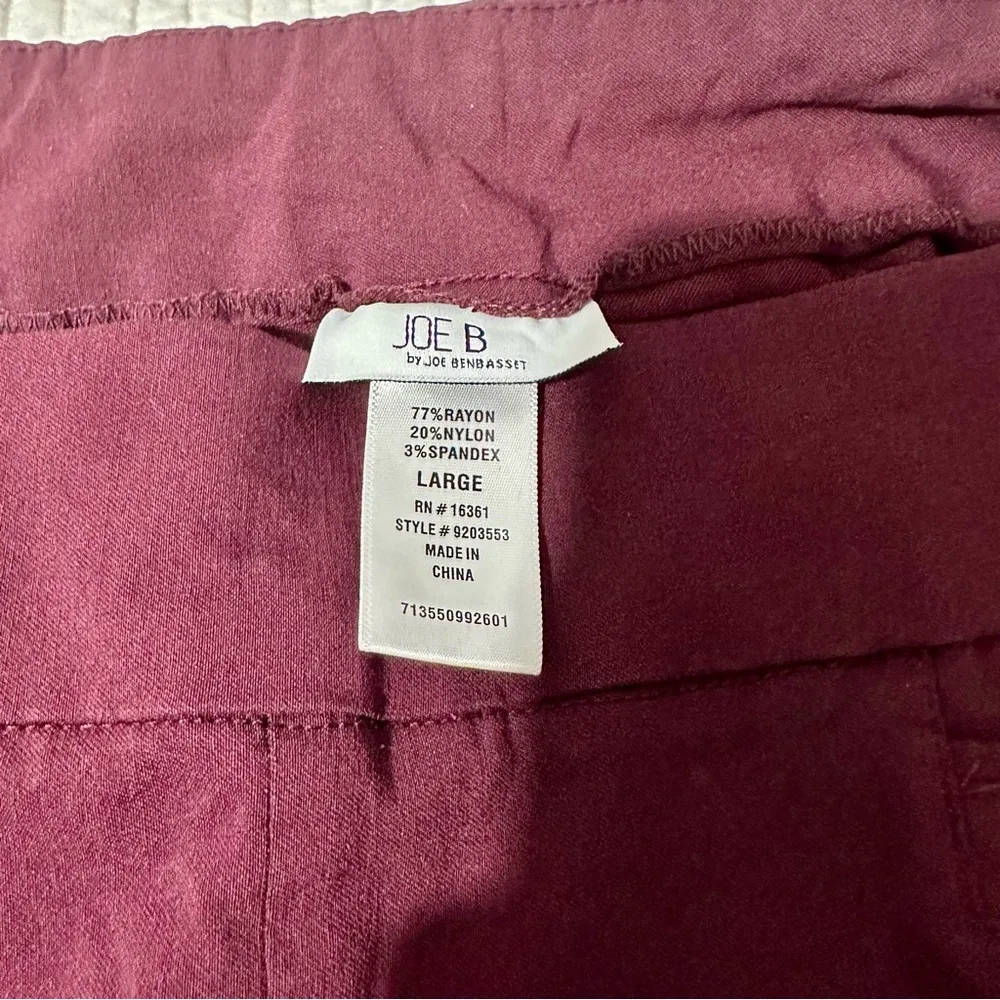 JOE B
by JOE BENBASSET
77%RAYON
20%NYLON
3%SPANDEX
LARGE
RN # 16361
STYLE # 9203553
MADE IN
CHINA
713550992601